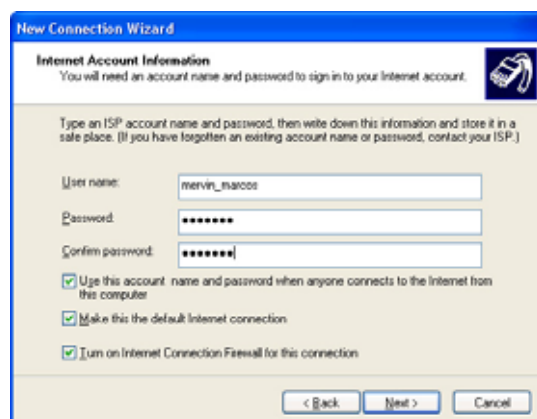 New Connection Wizard
Internet Account Information
You will need an account name and password to sign in to your Internet account.
Type an ISP account name and password, then write down this information and store it in a
safe place. (If you have forgotten an existing account name or password, contact your ISP.)
User name:
mervin_marcos
Password:
•••••••
Confirm password:
•••••••
Use this account name and password when anyone connects to the Internet from
this computer
Make this the default Internet connection
Turn on Internet Connection Firewall for this connection
< Back
Next >
Cancel